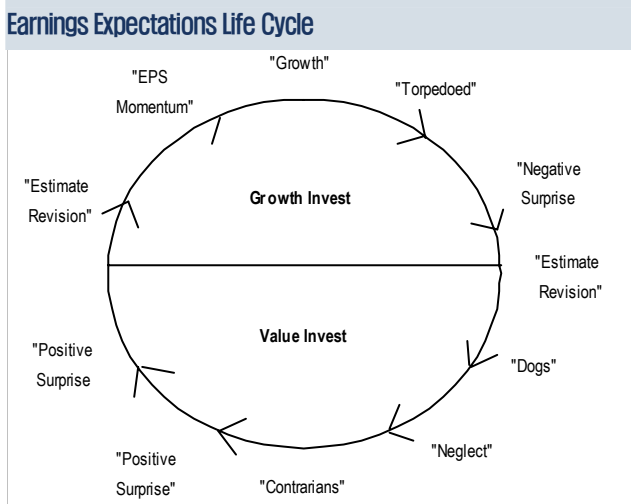 Earnings Expectations Life Cycle
"Growth"
"EPS
Momentum"
"Torpedoed"
"Estimate
Revision"
"Negative
Surprise
Growth Invest
"Estimate
Revision"
Value Invest
"Positive
Surprise
"Dogs"
"Neglect"
"Positive
Surprise"
"Contrarians"